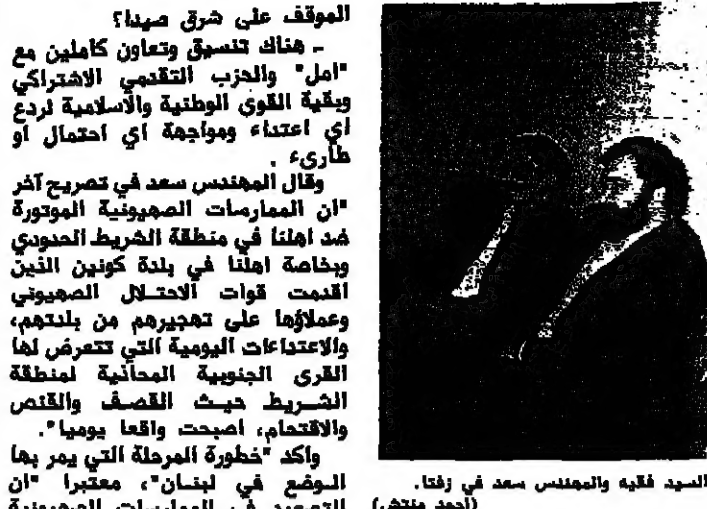 الموقف على شرق صيدا؟
ـ هناك تنسيق وتعاون كاملين مع
"امل" والحزب التقدمي الاشتراكي
وبقية القوى الوطنية والاسلامية لردع
اي اعتداء ومواجهة اي احتمال او
طارىء .
وقال المهندس سعد في تصريح آخر
"ان الممارسات الصهيونية الموتورة
ضد اهلنا في منطقة الشريط الحدودي
وبخاصة اهلنا في بلدة كونين الذين
اقدمت قوات الاحتلال الصهيوني
وعملاؤها على تهجيرهم من بلدتهم،
والاعتداءات اليومية التي تتعرض لها
القرى الجنوبية المحاذية لمنطقة
الشريط حيث القصف والقنص
والاقتحام، اصبحت واقعا يوميا".
واكد "خطورة المرحلة التي يمر بها
الوضع في لبنان"، معتبرا "ان
التصعيد في الممارسات الصهيونية
السيد فقيه والمهندس سعد في زفتا.
(احمد منتش)